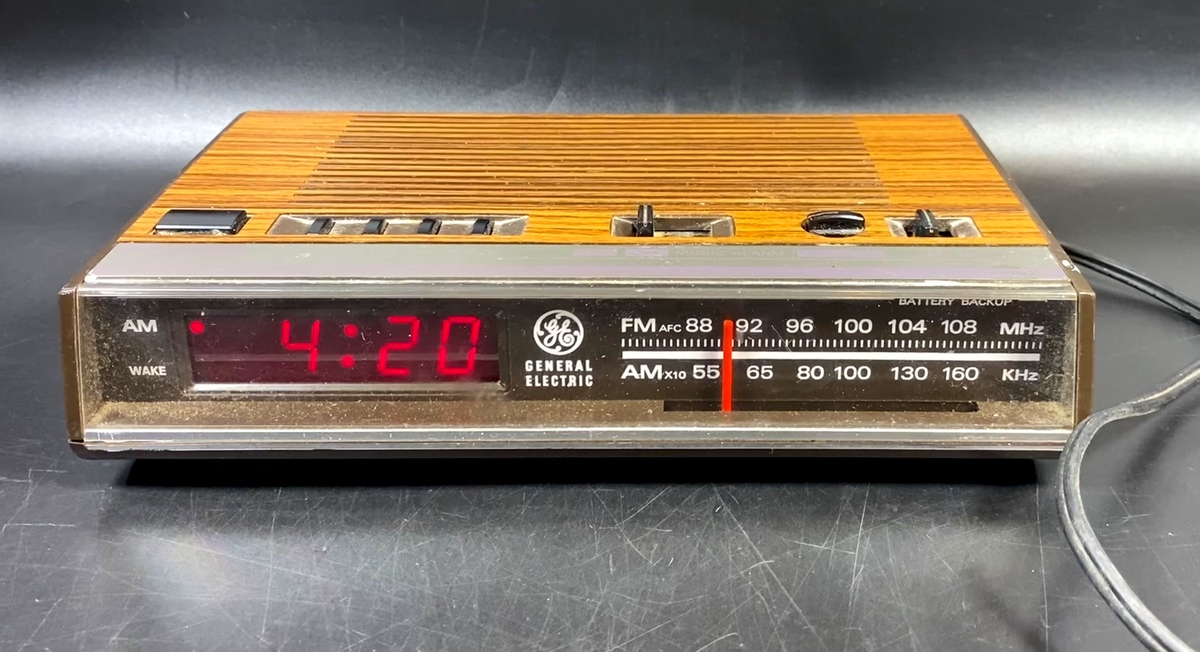 BATTERY BACKUP
AM
WAKE
4:20
GE
GENERAL
ELECTRIC
FM AFC 88 92 96 100 104 108 MHz
AM X10 55 65 80 100 130 160 KHz